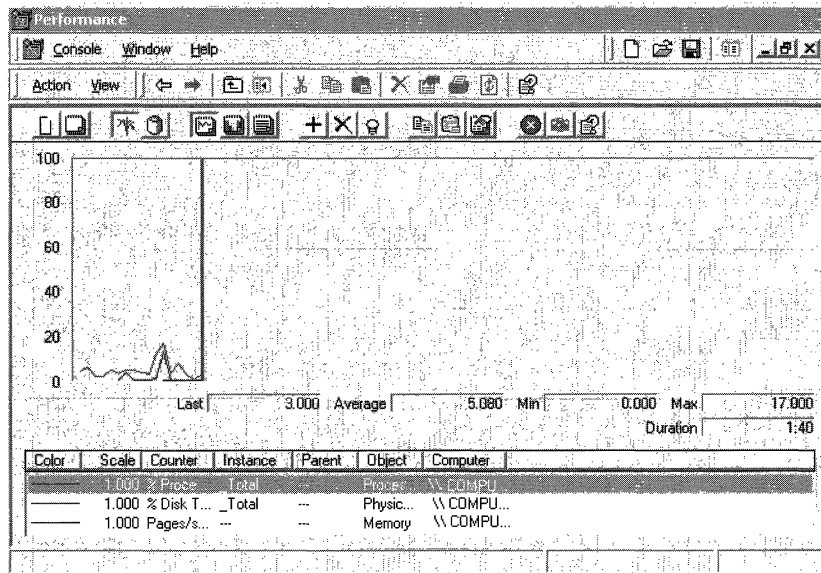 Performance
Console Window Help
Action View
100
80
60
40
20
0
Last 3.000 Average 5.080 Min 0.000 Max 17.000
Duration 1:40
Color Scale Counter Instance Parent Object Computer
1.000 % Proce... _Total --- Proces... \\COMPU...
1.000 % Disk T... _Total --- Physic... \\COMPU...
1.000 Pages/s... --- --- Memory \\COMPU...